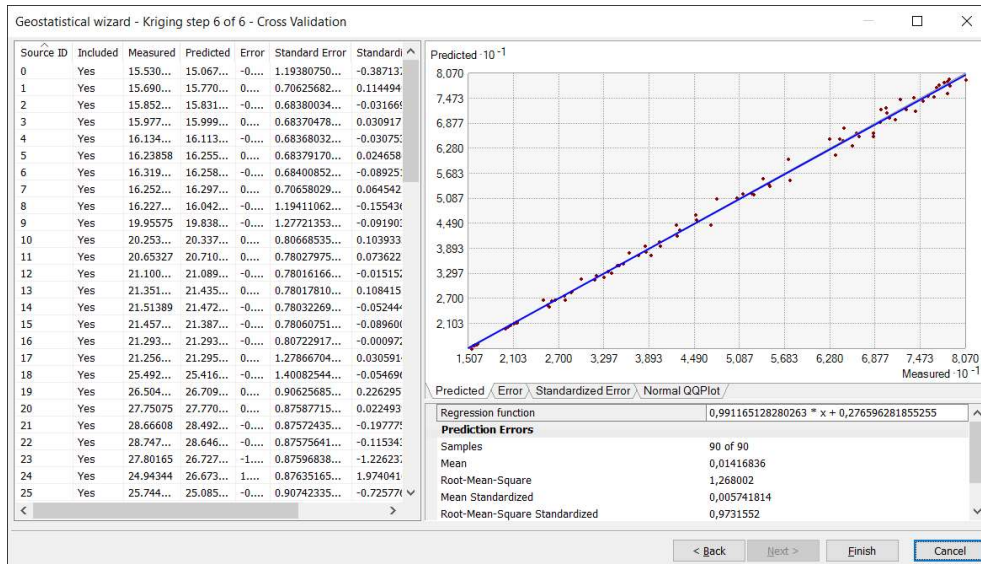 Geostatistical wizard - Kriging step 6 of 6 - Cross Validation
Source ID Included Measured Predicted Error Standard Error Standardi
0 Yes 15.530... 15.067... -0.... 1.19380750... -0.38713
1 Yes 15.690... 15.770... 0.... 0.70625682... 0.114494
2 Yes 15.852... 15.831... -0.... 0.68380034... -0.031669
3 Yes 15.977... 15.999... 0.... 0.68370478... 0.030917
4 Yes 16.134... 16.113... -0.... 0.68368032... -0.030753
5 Yes 16.23858 16.255... 0.... 0.68379170... 0.024658
6 Yes 16.319... 16.258... -0.... 0.68400852... -0.08925
7 Yes 16.252... 16.297... 0.... 0.70658029... 0.064542
8 Yes 16.227... 16.042... -0.... 1.19411062... -0.155436
9 Yes 19.95575 19.838... -0.... 1.27721353... -0.091903
10 Yes 20.253... 20.337... 0.... 0.80668535... 0.103933
11 Yes 20.65327 20.710... 0.... 0.78027975... 0.073622
12 Yes 21.100... 21.089... -0.... 0.78016166... -0.015152
13 Yes 21.351... 21.435... 0.... 0.78017810... 0.108415
14 Yes 21.51389 21.472... -0.... 0.78032269... -0.052444
15 Yes 21.457... 21.387... -0.... 0.78060751... -0.089600
16 Yes 21.293... 21.293... -0.... 0.80722917... -0.000972
17 Yes 21.256... 21.295... 0.... 1.27866704... 0.030591
18 Yes 25.492... 25.416... -0.... 1.40082544... -0.054696
19 Yes 26.504... 26.709... 0.... 0.90625685... 0.226295
20 Yes 27.75075 27.770... 0.... 0.87587715... 0.022493
21 Yes 28.66608 28.492... -0.... 0.87572435... -0.197775
22 Yes 28.747... 28.646... -0.... 0.87575641... -0.115343
23 Yes 27.80165 26.727... -1.... 0.87596838... -1.226237
24 Yes 24.94344 26.673... 1.... 0.87635165... 1.974041
25 Yes 25.744... 25.085... -0.... 0.90742335... -0.725776
Predicted ·10⁻¹
8,070
7,473
6,877
6,280
5,683
5,087
4,490
3,893
3,297
2,700
2,103
1,507 2,103 2,700 3,297 3,893 4,490 5,087 5,683 6,280 6,877 7,473 8,070
Measured ·10⁻¹
Predicted Error Standardized Error Normal QQPlot
Regression function 0,991165128280263 * x + 0,276596281855255
Prediction Errors
Samples 90 of 90
Mean 0,01416836
Root-Mean-Square 1,268002
Mean Standardized 0,005741814
Root-Mean-Square Standardized 0,9731552
< Back Next > Finish Cancel